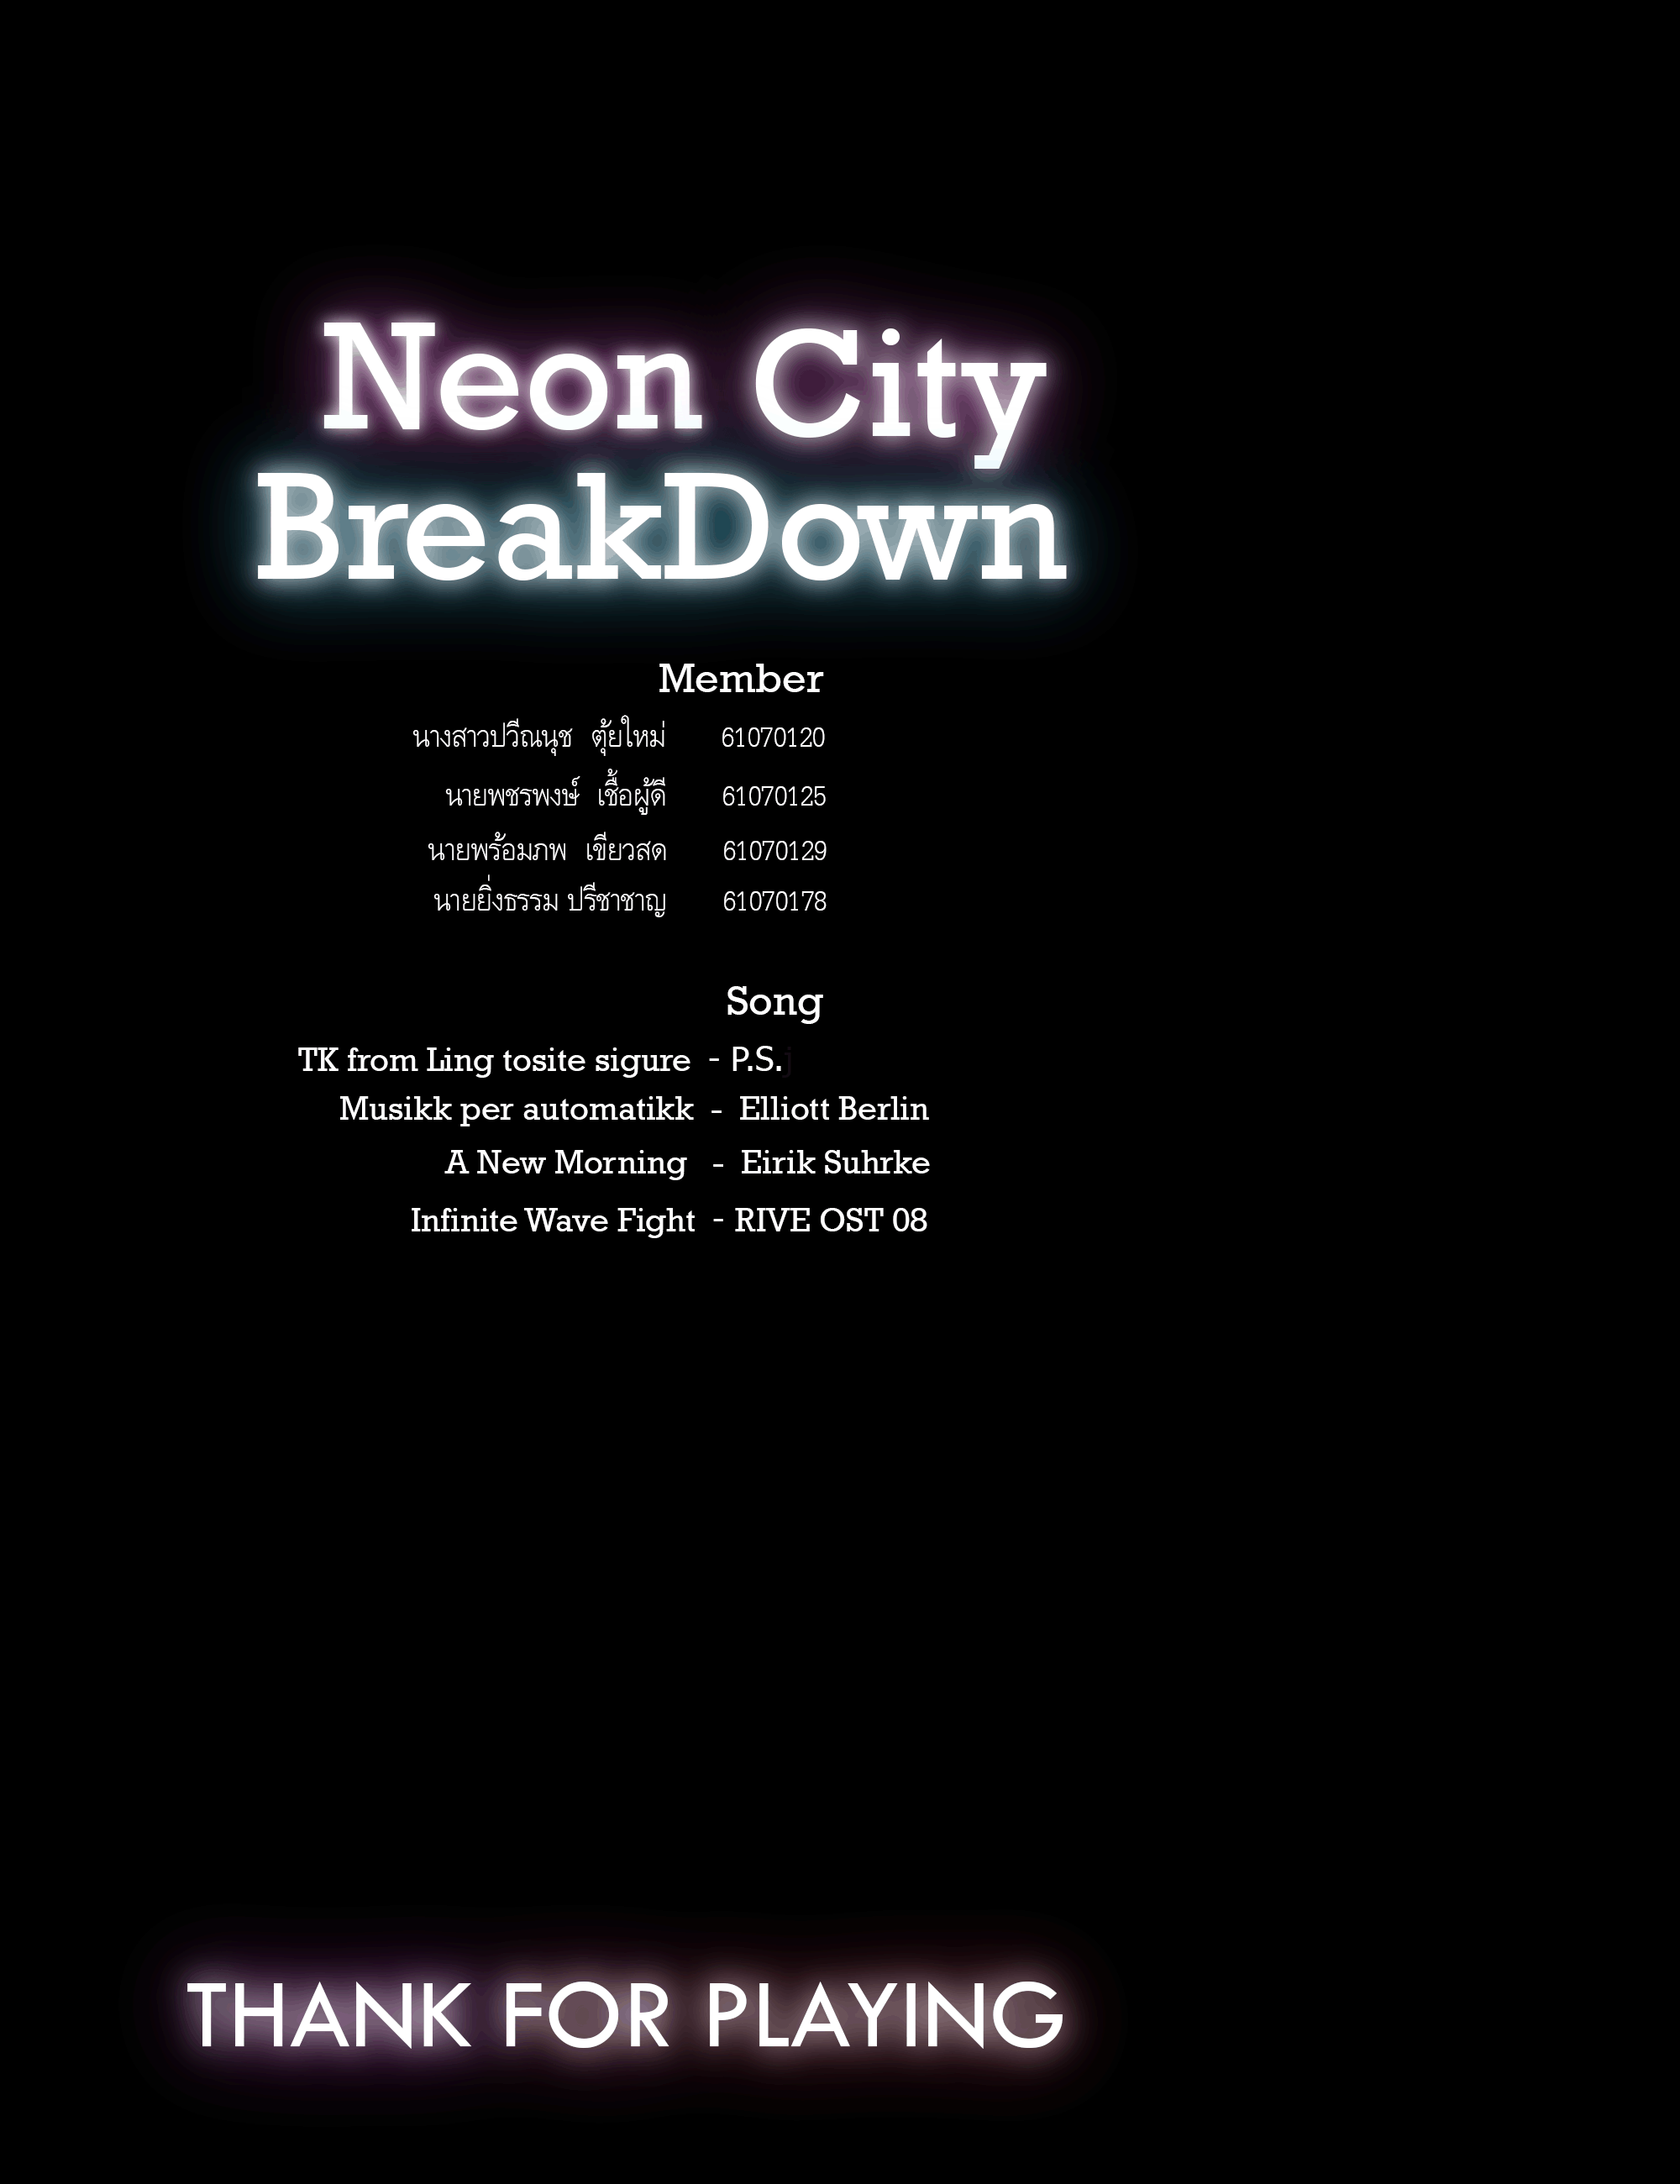 Neon City
BreakDown
Member
นางสาวปวีณนุช ตุ้ยใหม่ 61070120
นายพชรพงษ์ เชื้อผู้ดี 61070125
นายพร้อมภพ เขียวสด 61070129
นายยิ่งธรรม ปรีชาชาญ 61070178
Song
TK from Ling tosite sigure - P.S.j
Musikk per automatikk - Elliott Berlin
A New Morning - Eirik Suhrke
Infinite Wave Fight - RIVE OST 08
THANK FOR PLAYING